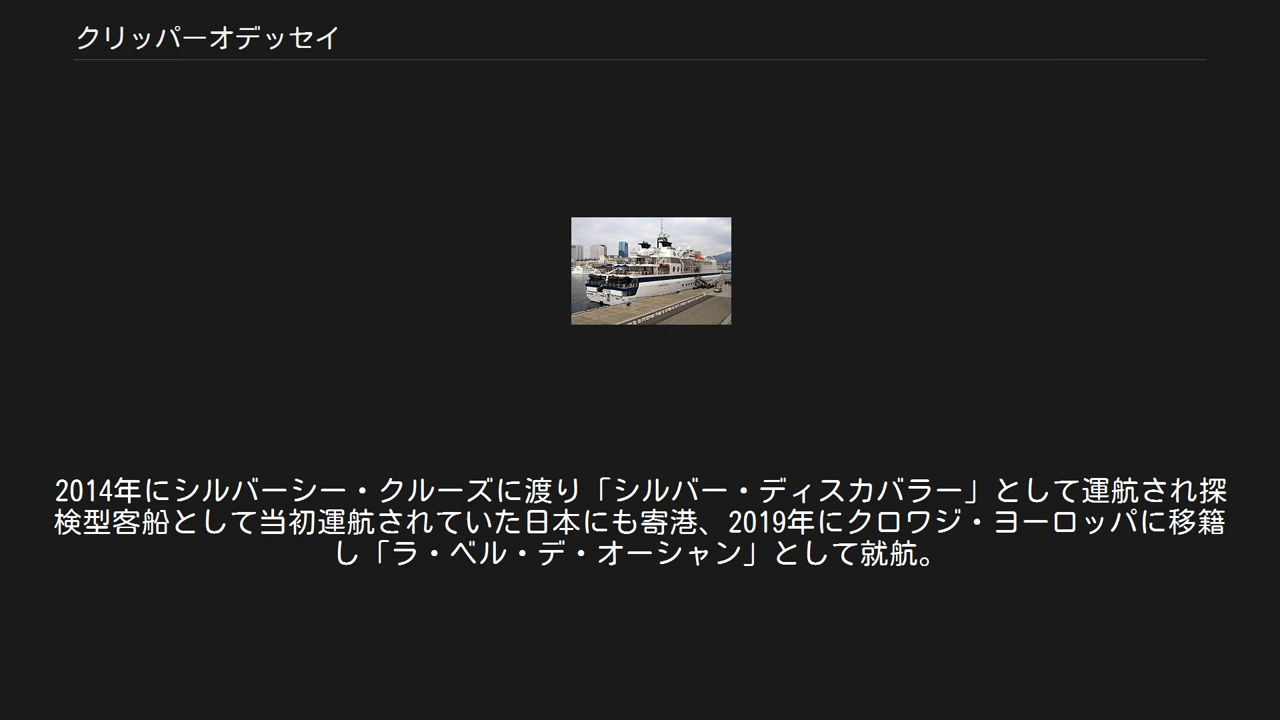 クリッパーオデッセイ
2014年にシルバーシー・クルーズに渡り「シルバー・ディスカバラー」として運航され探
検型客船として当初運航されていた日本にも寄港、2019年にクロワジ・ヨーロッパに移籍
し「ラ・ベル・デ・オーシャン」として就航。